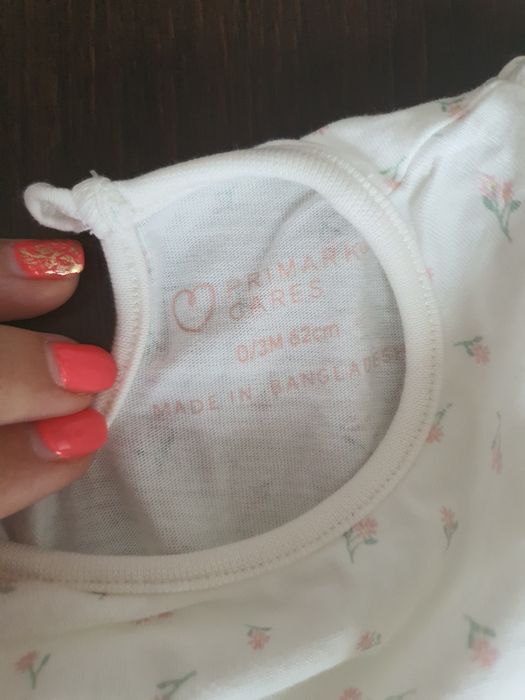 PRIMARK®
CARES
0/3M 62cm
MADE IN BANGLADESH